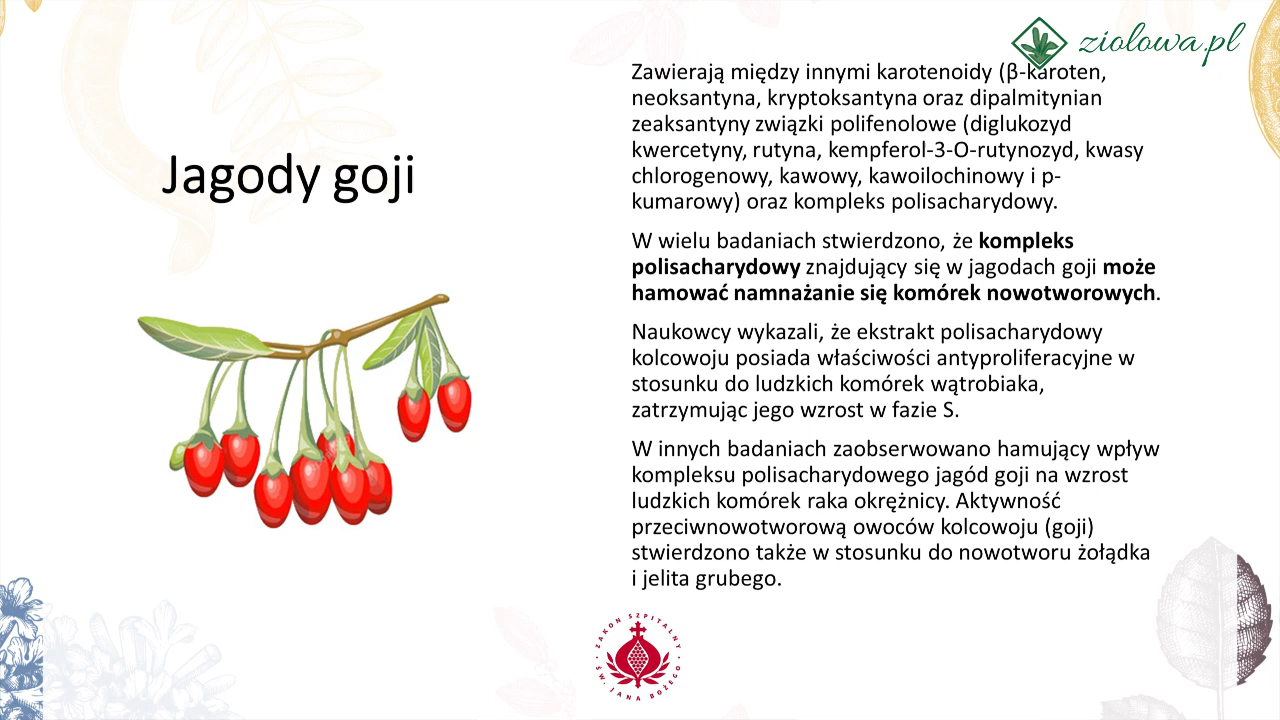 ziolowa.pl
Jagody goji
Zawierają między innymi karotenoidy (β-karoten,
neoksantyna, kryptoksantyna oraz dipalmitynian
zeaksantyny związki polifenolowe (diglukozyd
kwercetyny, rutyna, kempferol-3-O-rutynozyd, kwasy
chlorogenowy, kawowy, kawoilochinowy i p-
kumarowy) oraz kompleks polisacharydowy.
W wielu badaniach stwierdzono, że kompleks
polisacharydowy znajdujący się w jagodach goji może
hamować namnażanie się komórek nowotworowych.
Naukowcy wykazali, że ekstrakt polisacharydowy
kolcowoju posiada właściwości antyproliferacyjne w
stosunku do ludzkich komórek wątrobiaka,
zatrzymując jego wzrost w fazie S.
W innych badaniach zaobserwowano hamujący wpływ
kompleksu polisacharydowego jagód goji na wzrost
ludzkich komórek raka okrężnicy. Aktywność
przeciwnowotworową owoców kolcowoju (goji)
stwierdzono także w stosunku do nowotworu żołądka
i jelita grubego.
ZAKON SZPITALNY
ŚW. JANA BOŻEGO